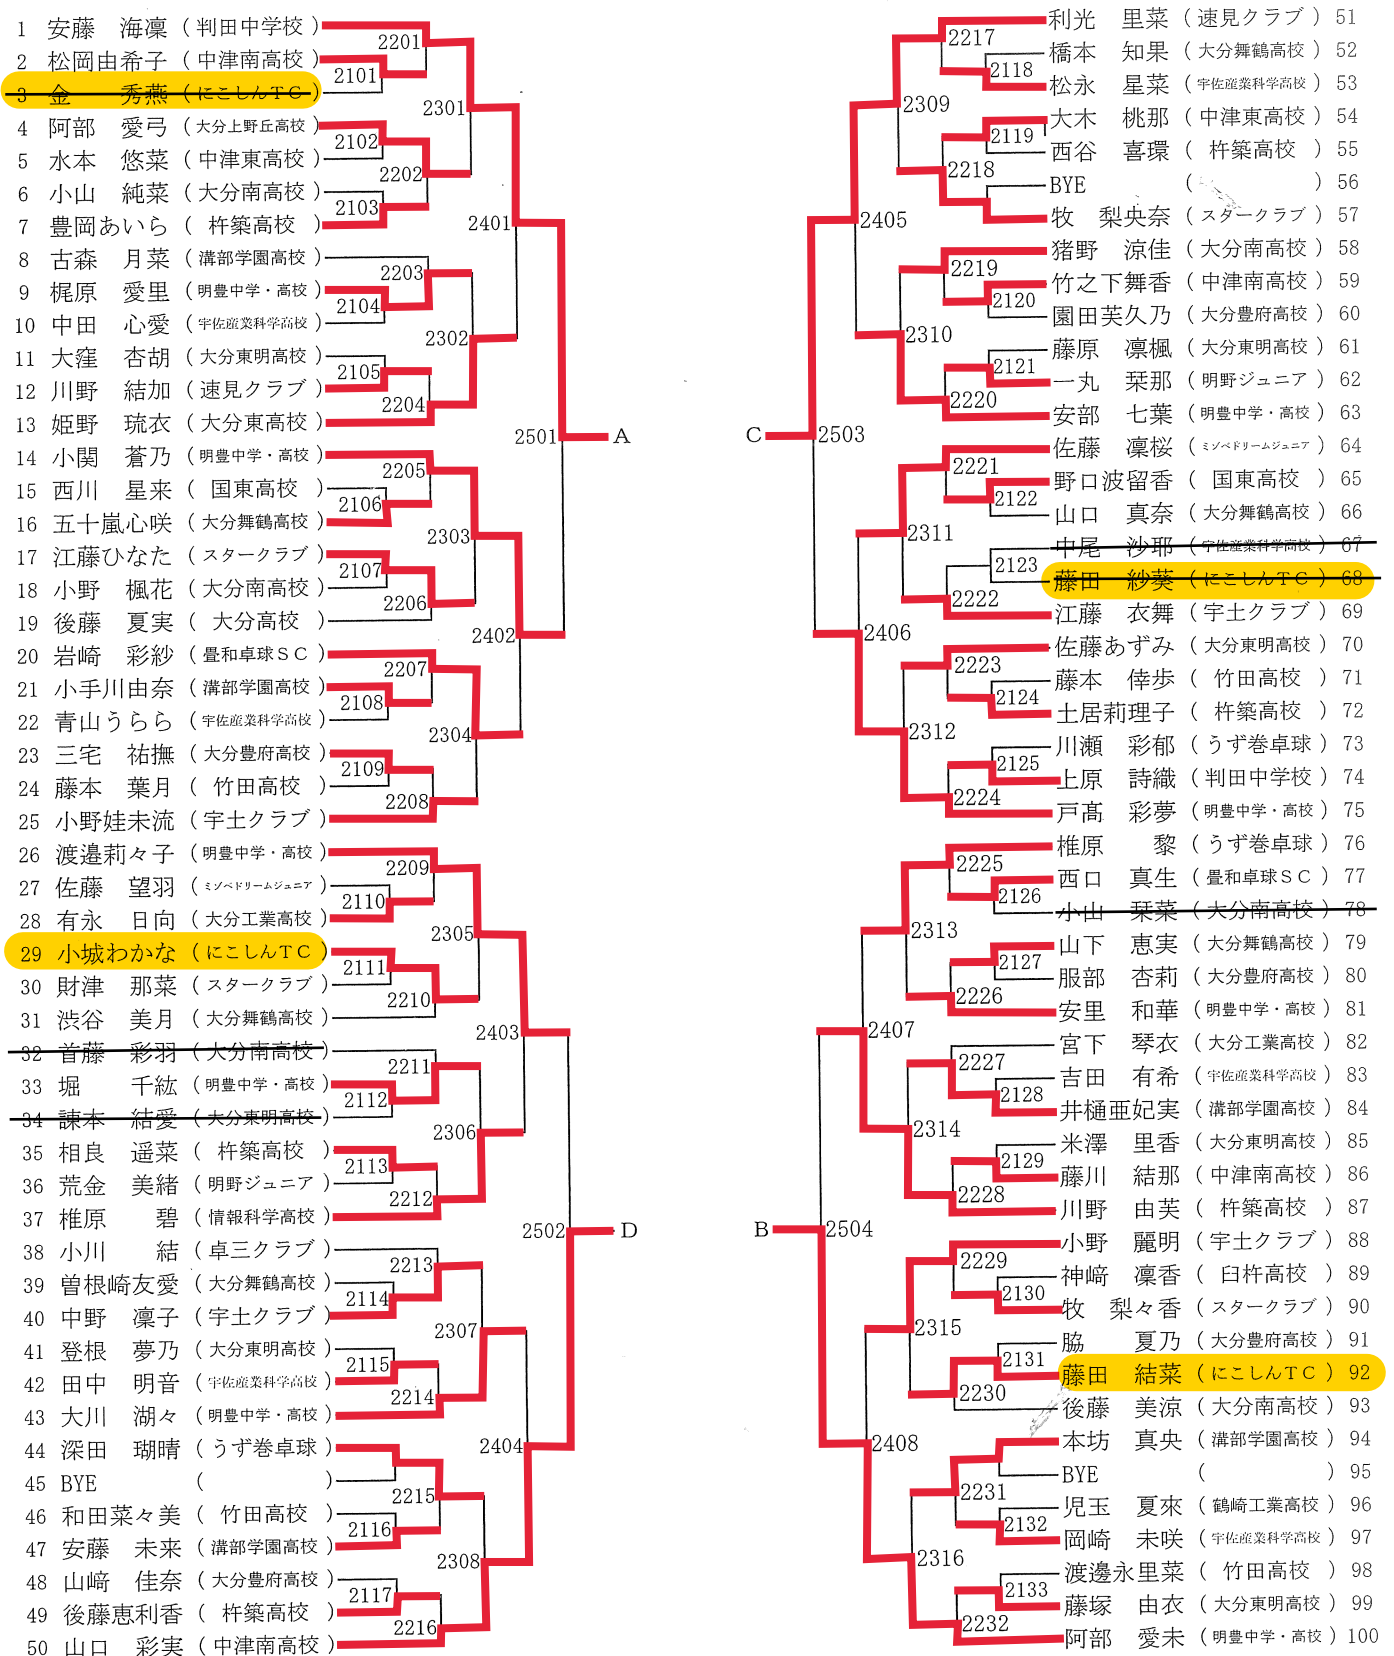 1 安藤 海凜 (判田中学校)
2 松岡由希子 (中津南高校)
3 金 秀燕 (にこしんTC)
4 阿部 愛弓 (大分上野丘高校)
5 水本 悠菜 (中津東高校)
6 小山 純菜 (大分南高校)
7 豊岡あいら (杵築高校)
8 古森 月菜 (溝部学園高校)
9 梶原 愛里 (明豊中学・高校)
10 中田 心愛 (宇佐産業科学高校)
11 大窪 杏胡 (大分東明高校)
12 川野 結加 (速見クラブ)
13 姫野 琉衣 (大分東高校)
14 小関 蒼乃 (明豊中学・高校)
15 西川 星来 (国東高校)
16 五十嵐心咲 (大分舞鶴高校)
17 江藤ひなた (スタークラブ)
18 小野 楓花 (大分南高校)
19 後藤 夏実 (大分高校)
20 岩崎 彩紗 (畳和卓球SC)
21 小手川由奈 (溝部学園高校)
22 青山うらら (宇佐産業科学高校)
23 三宅 祐撫 (大分豊府高校)
24 藤本 葉月 (竹田高校)
25 小野娃未流 (宇土クラブ)
26 渡邉莉々子 (明豊中学・高校)
27 佐藤 望羽 (ミゾベドリームジュニア)
28 有永 日向 (大分工業高校)
29 小城わかな (にこしんTC)
30 財津 那菜 (スタークラブ)
31 渋谷 美月 (大分舞鶴高校)
32 首藤 彩羽 (大分南高校)
33 堀 千紘 (明豊中学・高校)
34 諌本 結愛 (大分東明高校)
35 相良 遥菜 (杵築高校)
36 荒金 美緒 (明野ジュニア)
37 椎原 碧 (情報科学高校)
38 小川 結 (卓三クラブ)
39 曽根崎友愛 (大分舞鶴高校)
40 中野 凜子 (宇土クラブ)
41 登根 夢乃 (大分東明高校)
42 田中 明音 (宇佐産業科学高校)
43 大川 湖々 (明豊中学・高校)
44 深田 瑚晴 (うず巻卓球)
45 BYE ( )
46 和田菜々美 (竹田高校)
47 安藤 未来 (溝部学園高校)
48 山﨑 佳奈 (大分豊府高校)
49 後藤恵利香 (杵築高校)
50 山口 彩実 (中津南高校)
2101
2102
2103
2104
2105
2106
2107
2108
2109
2110
2111
2112
2113
2114
2115
2116
2117
2201
2202
2203
2204
2205
2206
2207
2208
2209
2210
2211
2212
2213
2214
2215
2216
2301
2302
2303
2304
2305
2306
2307
2308
2401
2402
2403
2404
2501
2502
A
D
C
B
2503
2504
2405
2406
2407
2408
2309
2310
2311
2312
2313
2314
2315
2316
2217
2218
2219
2220
2221
2222
2223
2224
2225
2226
2227
2228
2229
2230
2231
2232
2118
2119
2120
2121
2122
2123
2124
2125
2126
2127
2128
2129
2130
2131
2132
2133
利光 里菜 (速見クラブ) 51
橋本 知果 (大分舞鶴高校) 52
松永 星菜 (宇佐産業科学高校) 53
大木 桃那 (中津東高校) 54
西谷 喜環 (杵築高校) 55
BYE ( ) 56
牧 梨央奈 (スタークラブ) 57
猪野 涼佳 (大分南高校) 58
竹之下舞香 (中津南高校) 59
園田芙久乃 (大分豊府高校) 60
藤原 凛楓 (大分東明高校) 61
一丸 栞那 (明野ジュニア) 62
安部 七葉 (明豊中学・高校) 63
佐藤 凜桜 (ミゾベドリームジュニア) 64
野口波留香 (国東高校) 65
山口 真奈 (大分舞鶴高校) 66
中尾 沙耶 (宇佐産業科学高校) 67
藤田 紗葵 (にこしんTC) 68
江藤 衣舞 (宇土クラブ) 69
佐藤あずみ (大分東明高校) 70
藤本 倖歩 (竹田高校) 71
土居莉理子 (杵築高校) 72
川瀬 彩郁 (うず巻卓球) 73
上原 詩織 (判田中学校) 74
戸髙 彩夢 (明豊中学・高校) 75
椎原 黎 (うず巻卓球) 76
西口 真生 (畳和卓球SC) 77
小山 栞菜 (大分南高校) 78
山下 恵実 (大分舞鶴高校) 79
服部 杏莉 (大分豊府高校) 80
安里 和華 (明豊中学・高校) 81
宮下 琴衣 (大分工業高校) 82
吉田 有希 (宇佐産業科学高校) 83
井樋亜妃実 (溝部学園高校) 84
米澤 里香 (大分東明高校) 85
藤川 結那 (中津南高校) 86
川野 由芙 (杵築高校) 87
小野 麗明 (宇土クラブ) 88
神﨑 凜香 (臼杵高校) 89
牧 梨々香 (スタークラブ) 90
脇 夏乃 (大分豊府高校) 91
藤田 結菜 (にこしんTC) 92
後藤 美涼 (大分南高校) 93
本坊 真央 (溝部学園高校) 94
BYE ( ) 95
児玉 夏來 (鶴崎工業高校) 96
岡崎 未咲 (宇佐産業科学高校) 97
渡邊永里菜 (竹田高校) 98
藤塚 由衣 (大分東明高校) 99
阿部 愛未 (明豊中学・高校) 100